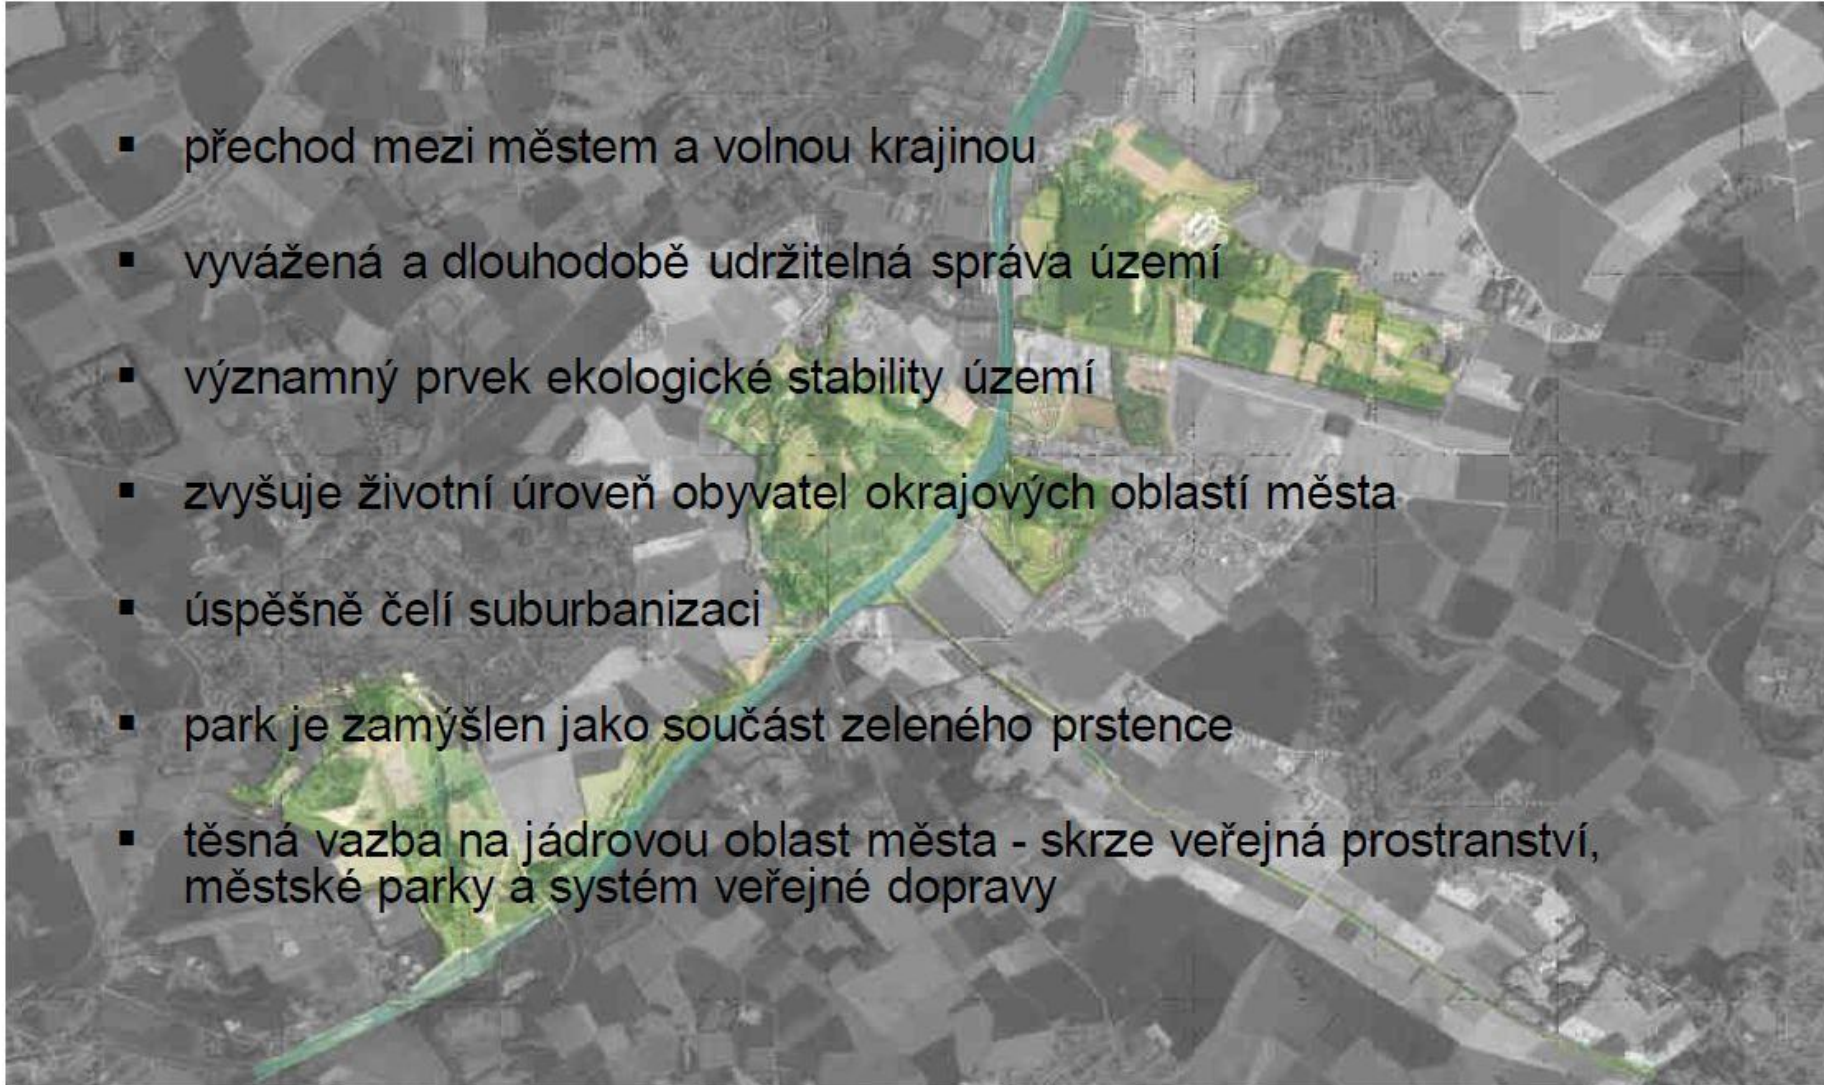 ▪ přechod mezi městem a volnou krajinou
▪ vyvážená a dlouhodobě udržitelná správa území
▪ významný prvek ekologické stability území
▪ zvyšuje životní úroveň obyvatel okrajových oblastí města
▪ úspěšně čelí suburbanizaci
▪ park je zamýšlen jako součást zeleného prstence
▪ těsná vazba na jádrovou oblast města - skrze veřejná prostranství,
městské parky a systém veřejné dopravy